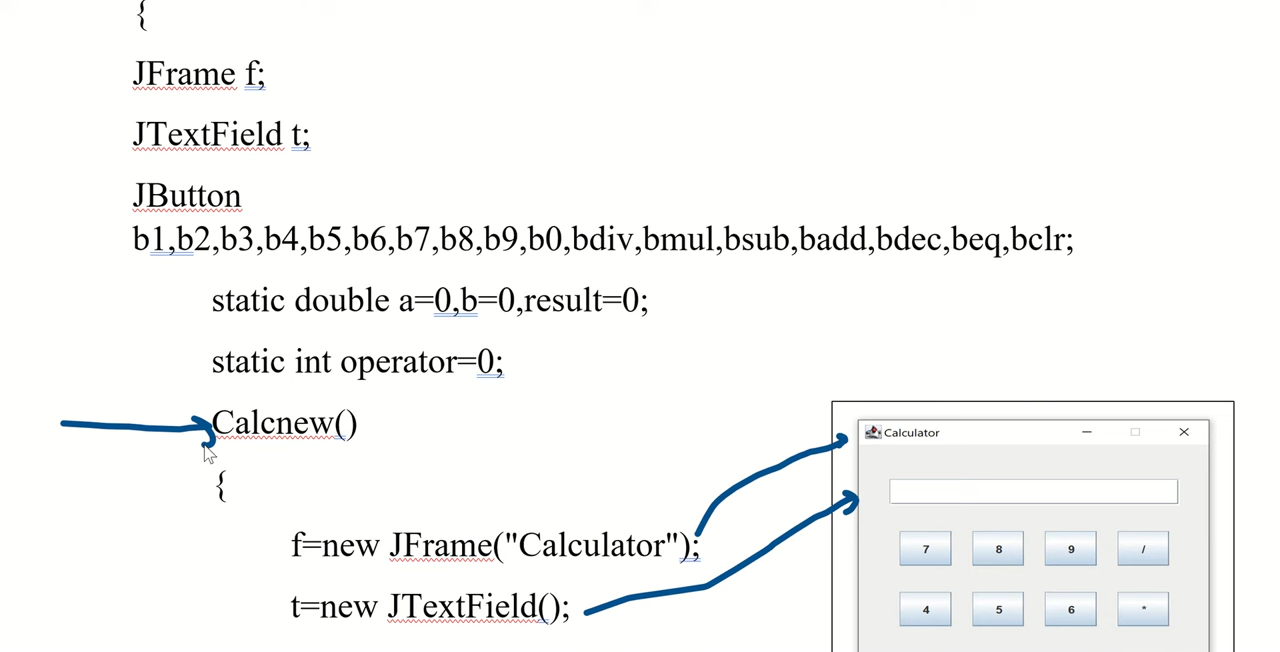 {
JFrame f;
JTextField t;
JButton
b1,b2,b3,b4,b5,b6,b7,b8,b9,b0,bdiv,bmul,bsub,badd,bdec,beq,bclr;
static double a=0,b=0,result=0;
static int operator=0;
Calcnew()
{
f=new JFrame("Calculator");
t=new JTextField();
Calculator
7 8 9 /
4 5 6 *